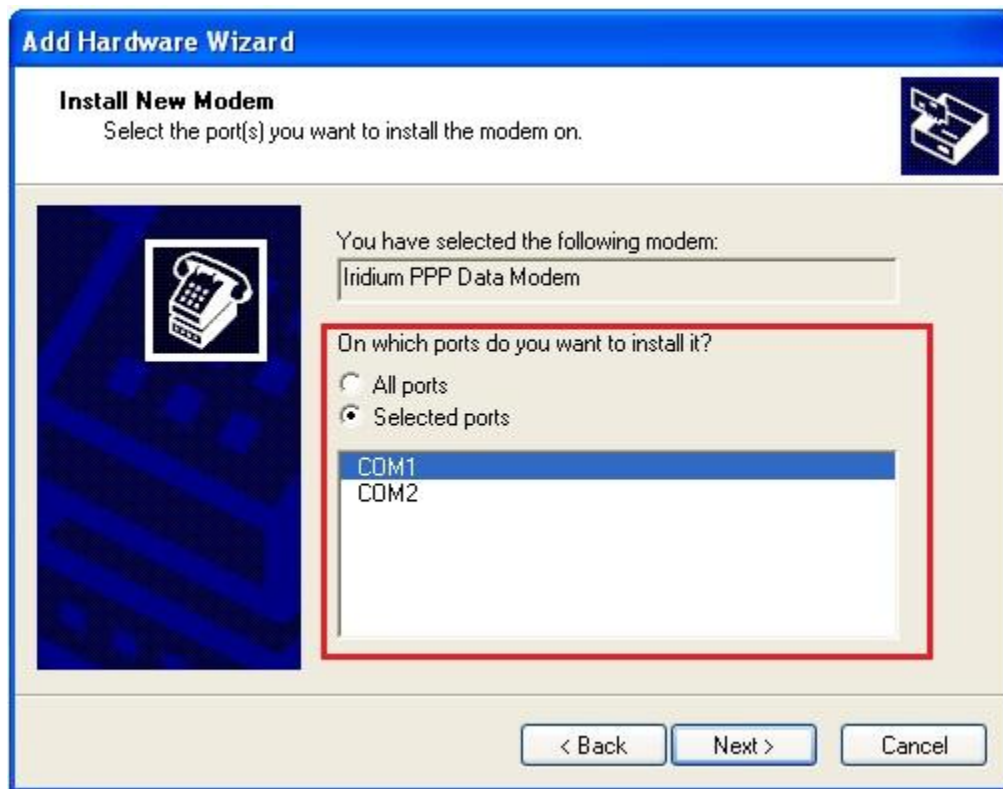 Add Hardware Wizard
Install New Modem
Select the port(s) you want to install the modem on.
You have selected the following modem:
Iridium PPP Data Modem
On which ports do you want to install it?
All ports
Selected ports
COM1
COM2
< Back
Next >
Cancel